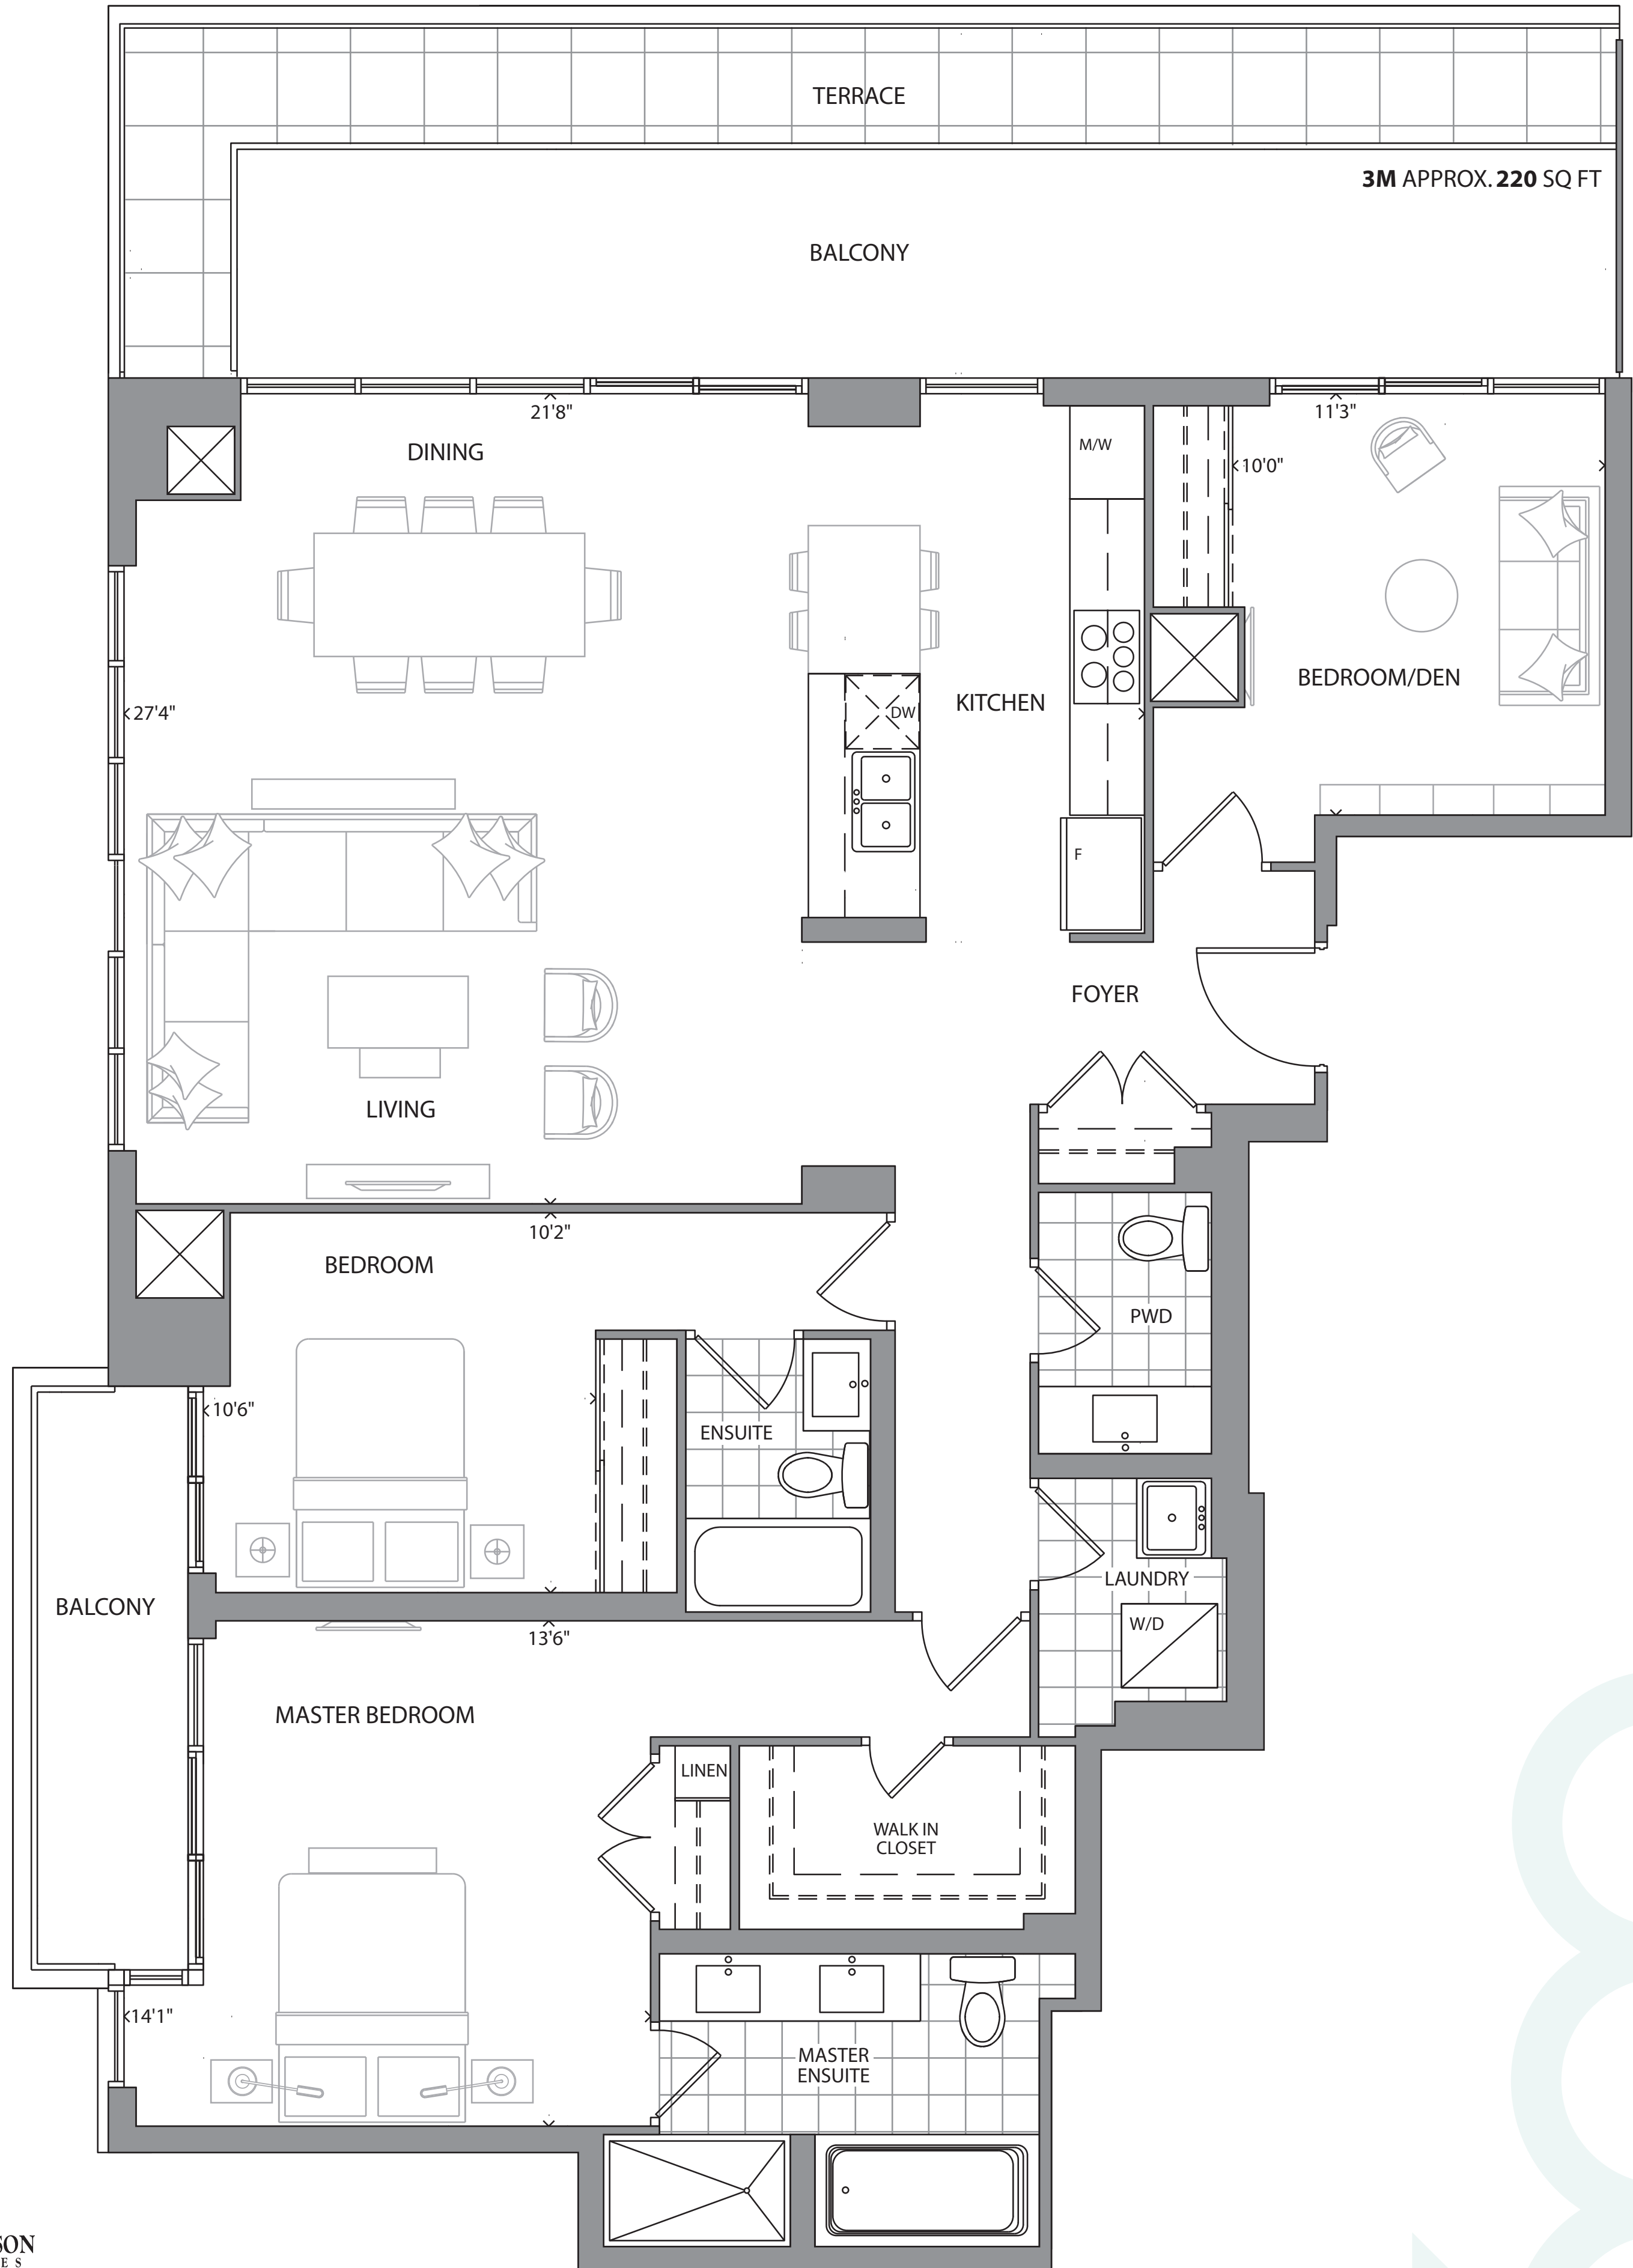 TERRACE
3M APPROX. 220 SQ FT
BALCONY
21'8"
11'3"
DINING
M/W
10'0"
BEDROOM/DEN
KITCHEN
DW
27'4"
F
FOYER
LIVING
10'2"
BEDROOM
PWD
10'6"
ENSUITE
LAUNDRY
BALCONY
W/D
13'6"
MASTER BEDROOM
LINEN
WALK IN
CLOSET
14'1"
MASTER
ENSUITE